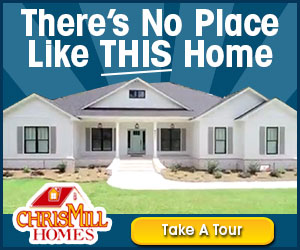 There's No Place
Like THIS Home
CHRISMILL
HOMES
Take A Tour